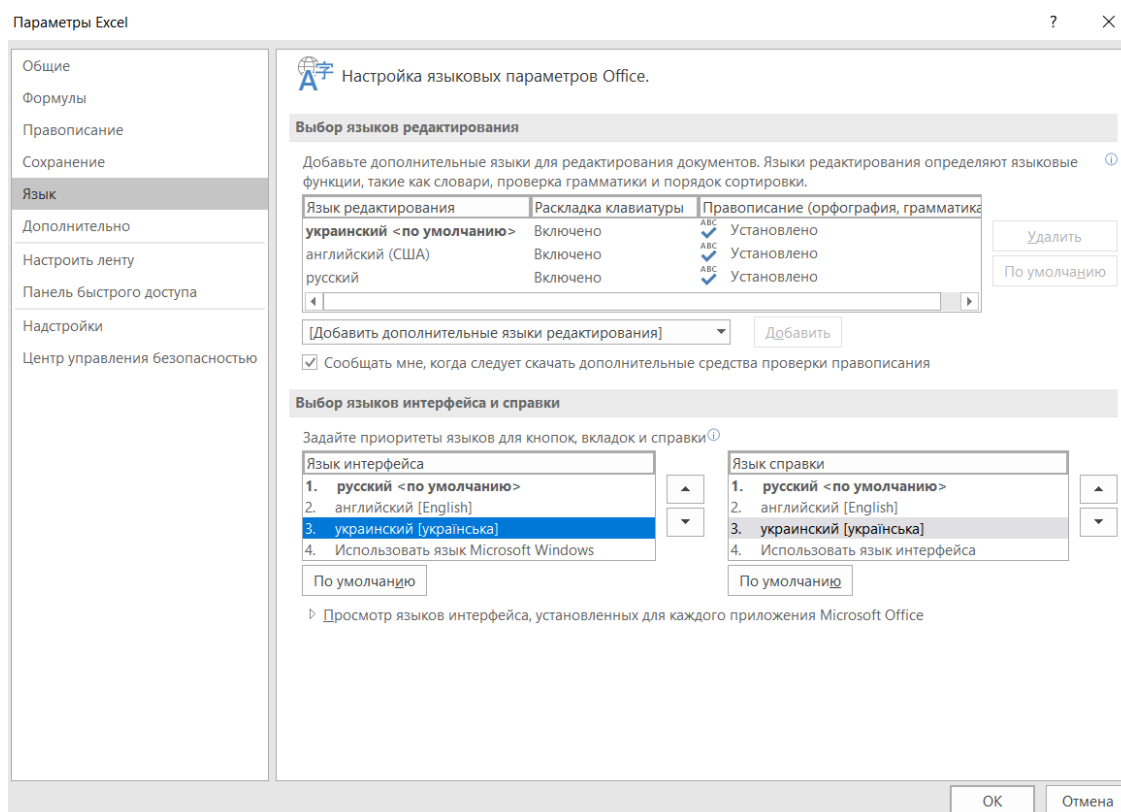 Параметры Excel
?
Общие
Формулы
Правописание
Сохранение
Язык
Дополнительно
Настроить ленту
Панель быстрого доступа
Надстройки
Центр управления безопасностью
A字 Настройка языковых параметров Office.
Выбор языков редактирования
Добавьте дополнительные языки для редактирования документов. Языки редактирования определяют языковые
функции, такие как словари, проверка грамматики и порядок сортировки.
Язык редактирования Раскладка клавиатуры Правописание (орфография, грамматика
украинский <по умолчанию> Включено ABC Установлено
английский (США) Включено ABC Установлено
русский Включено ABC Установлено
Удалить
По умолчанию
[Добавить дополнительные языки редактирования] Добавить
Сообщать мне, когда следует скачать дополнительные средства проверки правописания
Выбор языков интерфейса и справки
Задайте приоритеты языков для кнопок, вкладок и справки
Язык интерфейса
1. русский <по умолчанию>
2. английский [English]
3. украинский [українська]
4. Использовать язык Microsoft Windows
По умолчанию
Язык справки
1. русский <по умолчанию>
2. английский [English]
3. украинский [українська]
4. Использовать язык интерфейса
По умолчанию
Просмотр языков интерфейса, установленных для каждого приложения Microsoft Office
ОК
Отмена